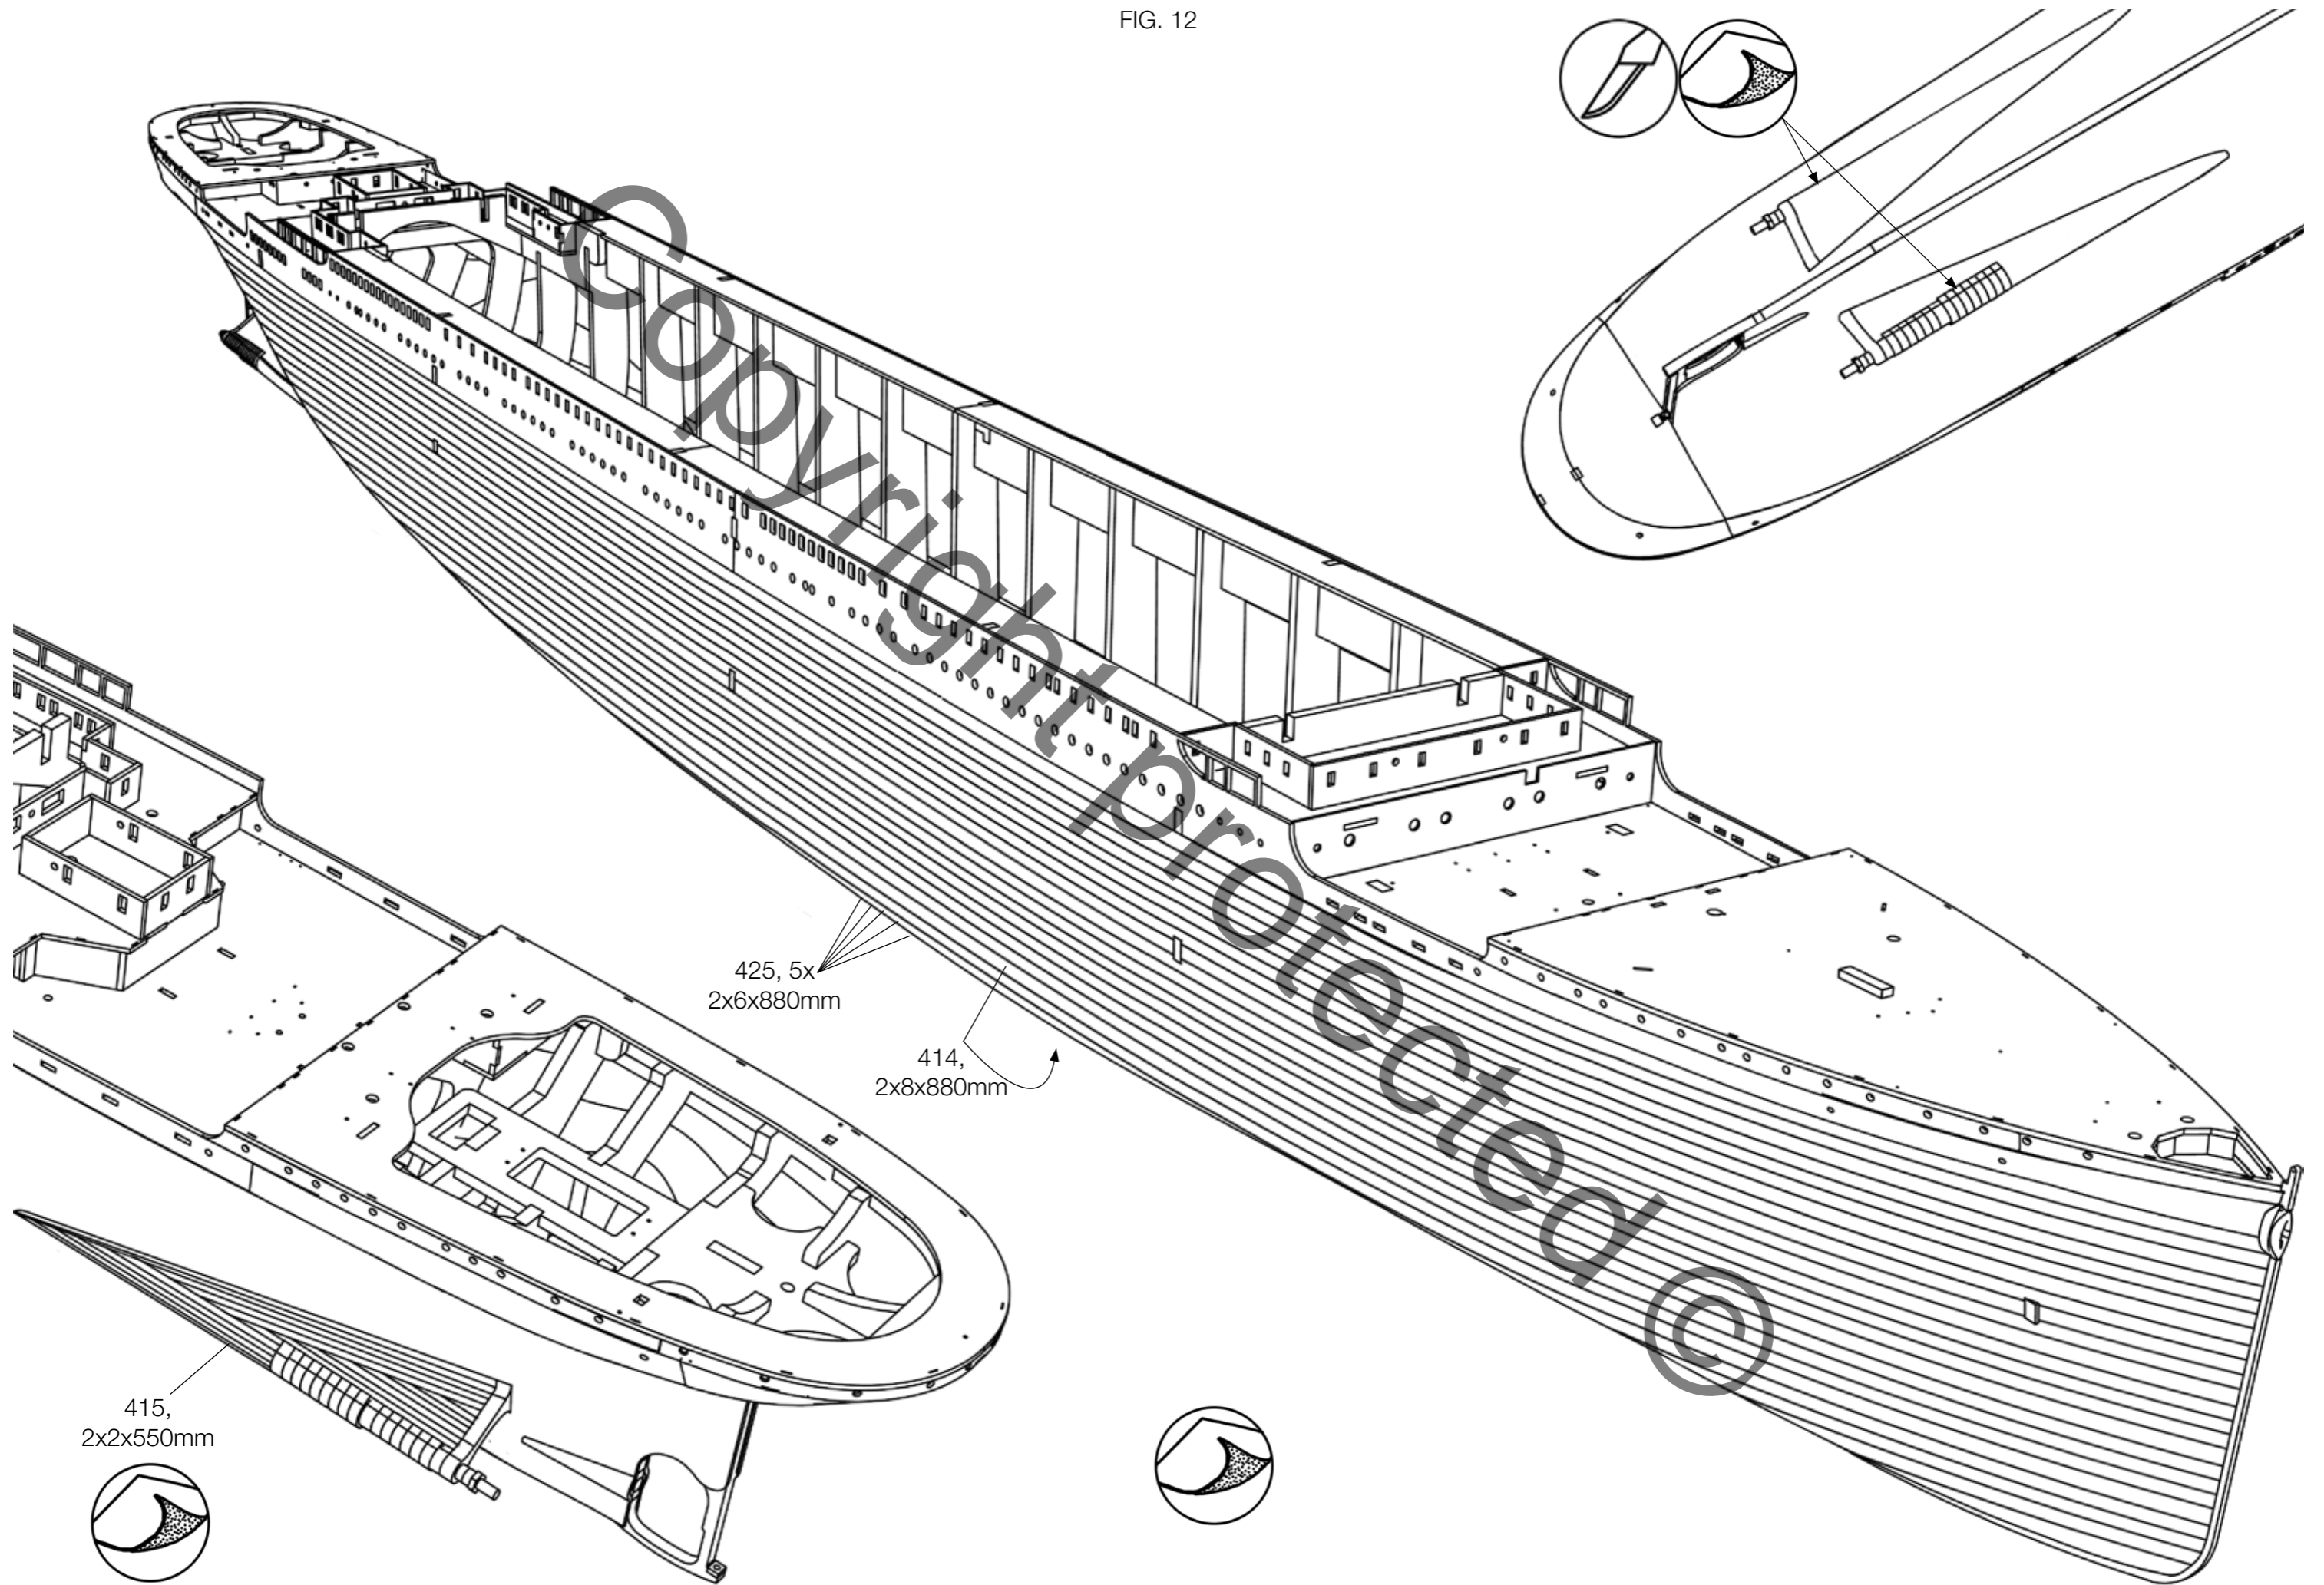 FIG. 12
Copyright protected ©
425, 5x
2x6x880mm
414,
2x8x880mm
415,
2x2x550mm